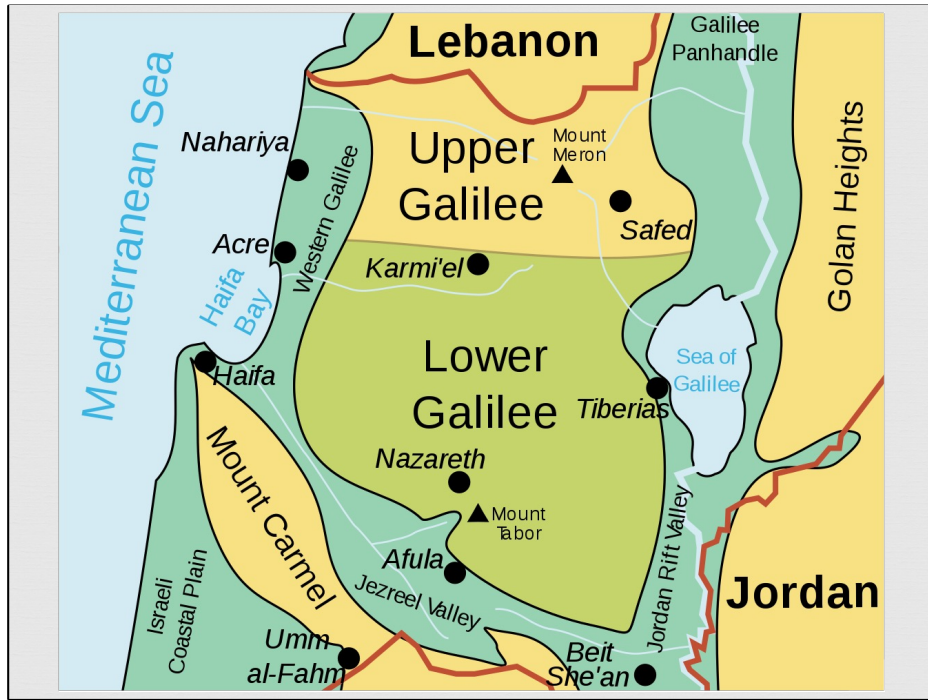 Lebanon
Galilee
Panhandle
Mediterranean Sea
Nahariya
Mount
Meron
Upper
Galilee
Western Galilee
Golan Heights
Safed
Acre
Karmi'el
Haifa
Bay
Lower
Galilee
Sea of
Galilee
Haifa
Tiberias
Nazareth
Mount Carmel
Mount
Tabor
Jordan Rift Valley
Afula
Jezreel Valley
Israeli
Coastal Plain
Jordan
Umm
al-Fahm
Beit
She'an